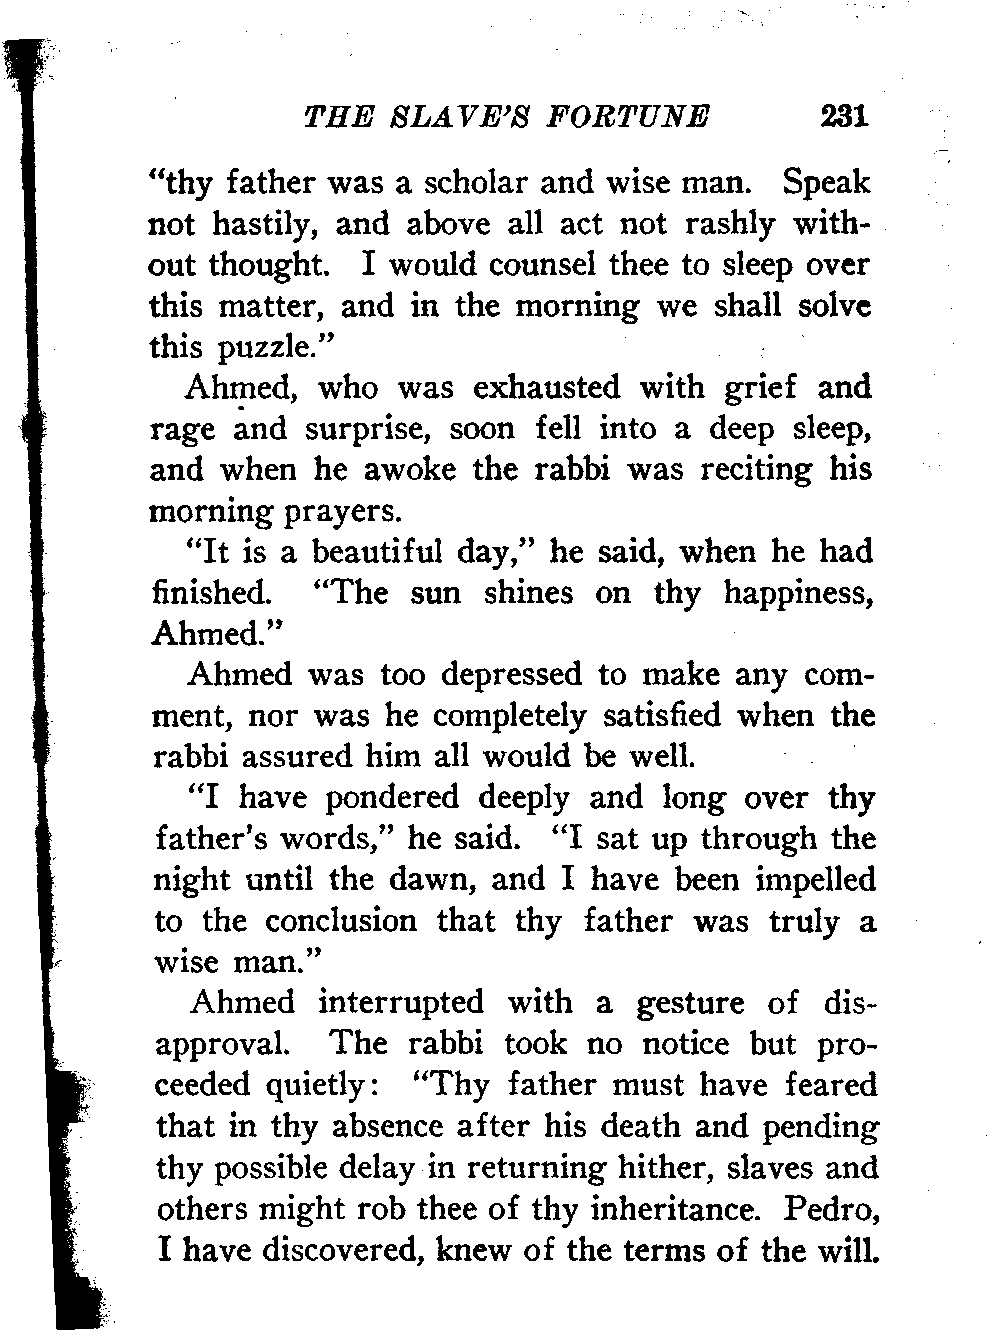 THE SLAVE'S FORTUNE 231
“thy father was a scholar and wise man. Speak
not hastily, and above all act not rashly with-
out thought. I would counsel thee to sleep over
this matter, and in the morning we shall solve
this puzzle.”
Ahmed, who was exhausted with grief and
rage and surprise, soon fell into a deep sleep,
and when he awoke the rabbi was reciting his
morning prayers.
“It is a beautiful day,” he said, when he had
finished. “The sun shines on thy happiness,
Ahmed.”
Ahmed was too depressed to make any com-
ment, nor was he completely satisfied when the
rabbi assured him all would be well.
“I have pondered deeply and long over thy
father's words,” he said. “I sat up through the
night until the dawn, and I have been impelled
to the conclusion that thy father was truly a
wise man.”
Ahmed interrupted with a gesture of dis-
approval. The rabbi took no notice but pro-
ceeded quietly: “Thy father must have feared
that in thy absence after his death and pending
thy possible delay in returning hither, slaves and
others might rob thee of thy inheritance. Pedro,
I have discovered, knew of the terms of the will.